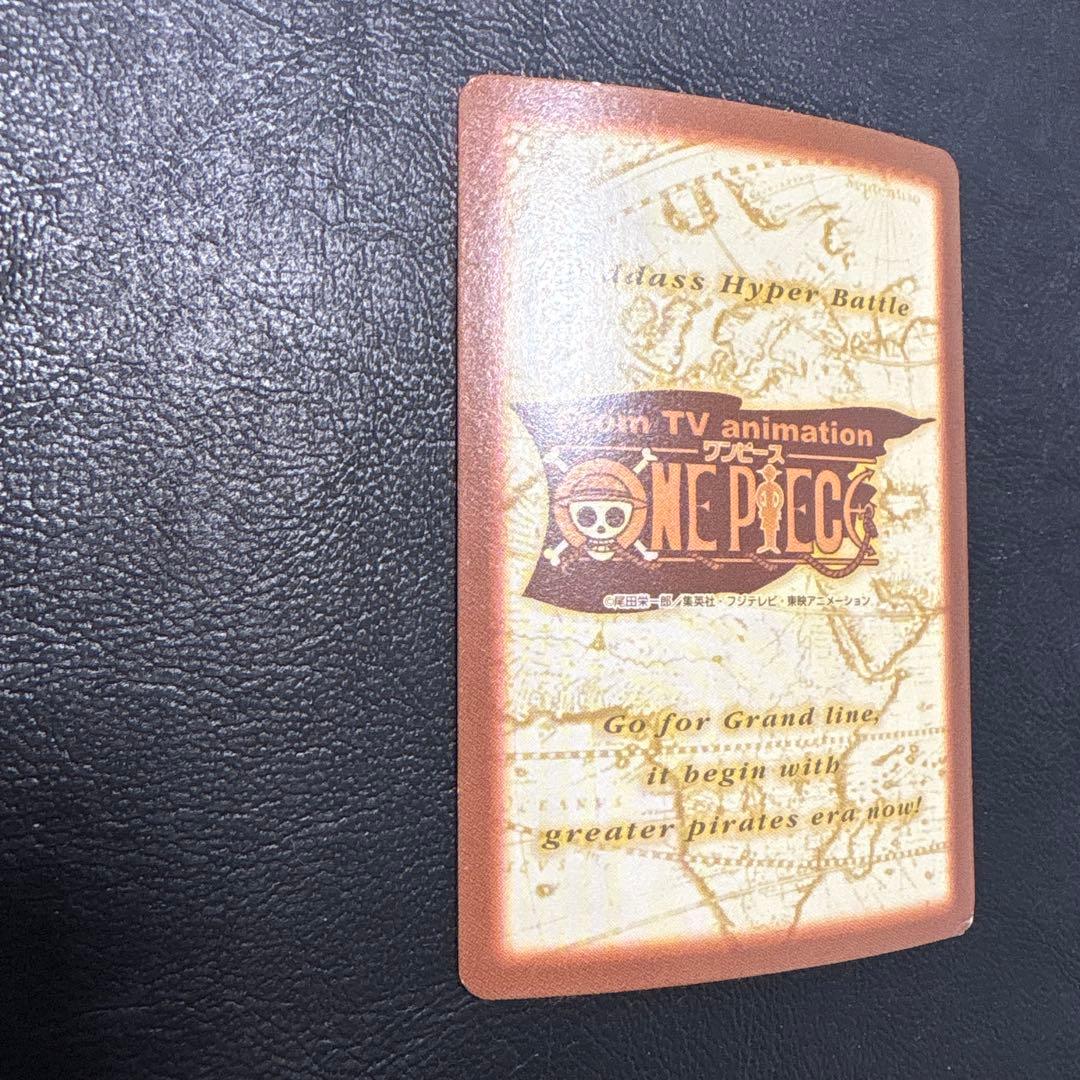 Hyper Battle
From TV animation
ワンピース
ONE PIECE
©尾田栄一郎／集英社・フジテレビ・東映アニメーション
Go for Grand line,
it begin with
greater pirates era now!